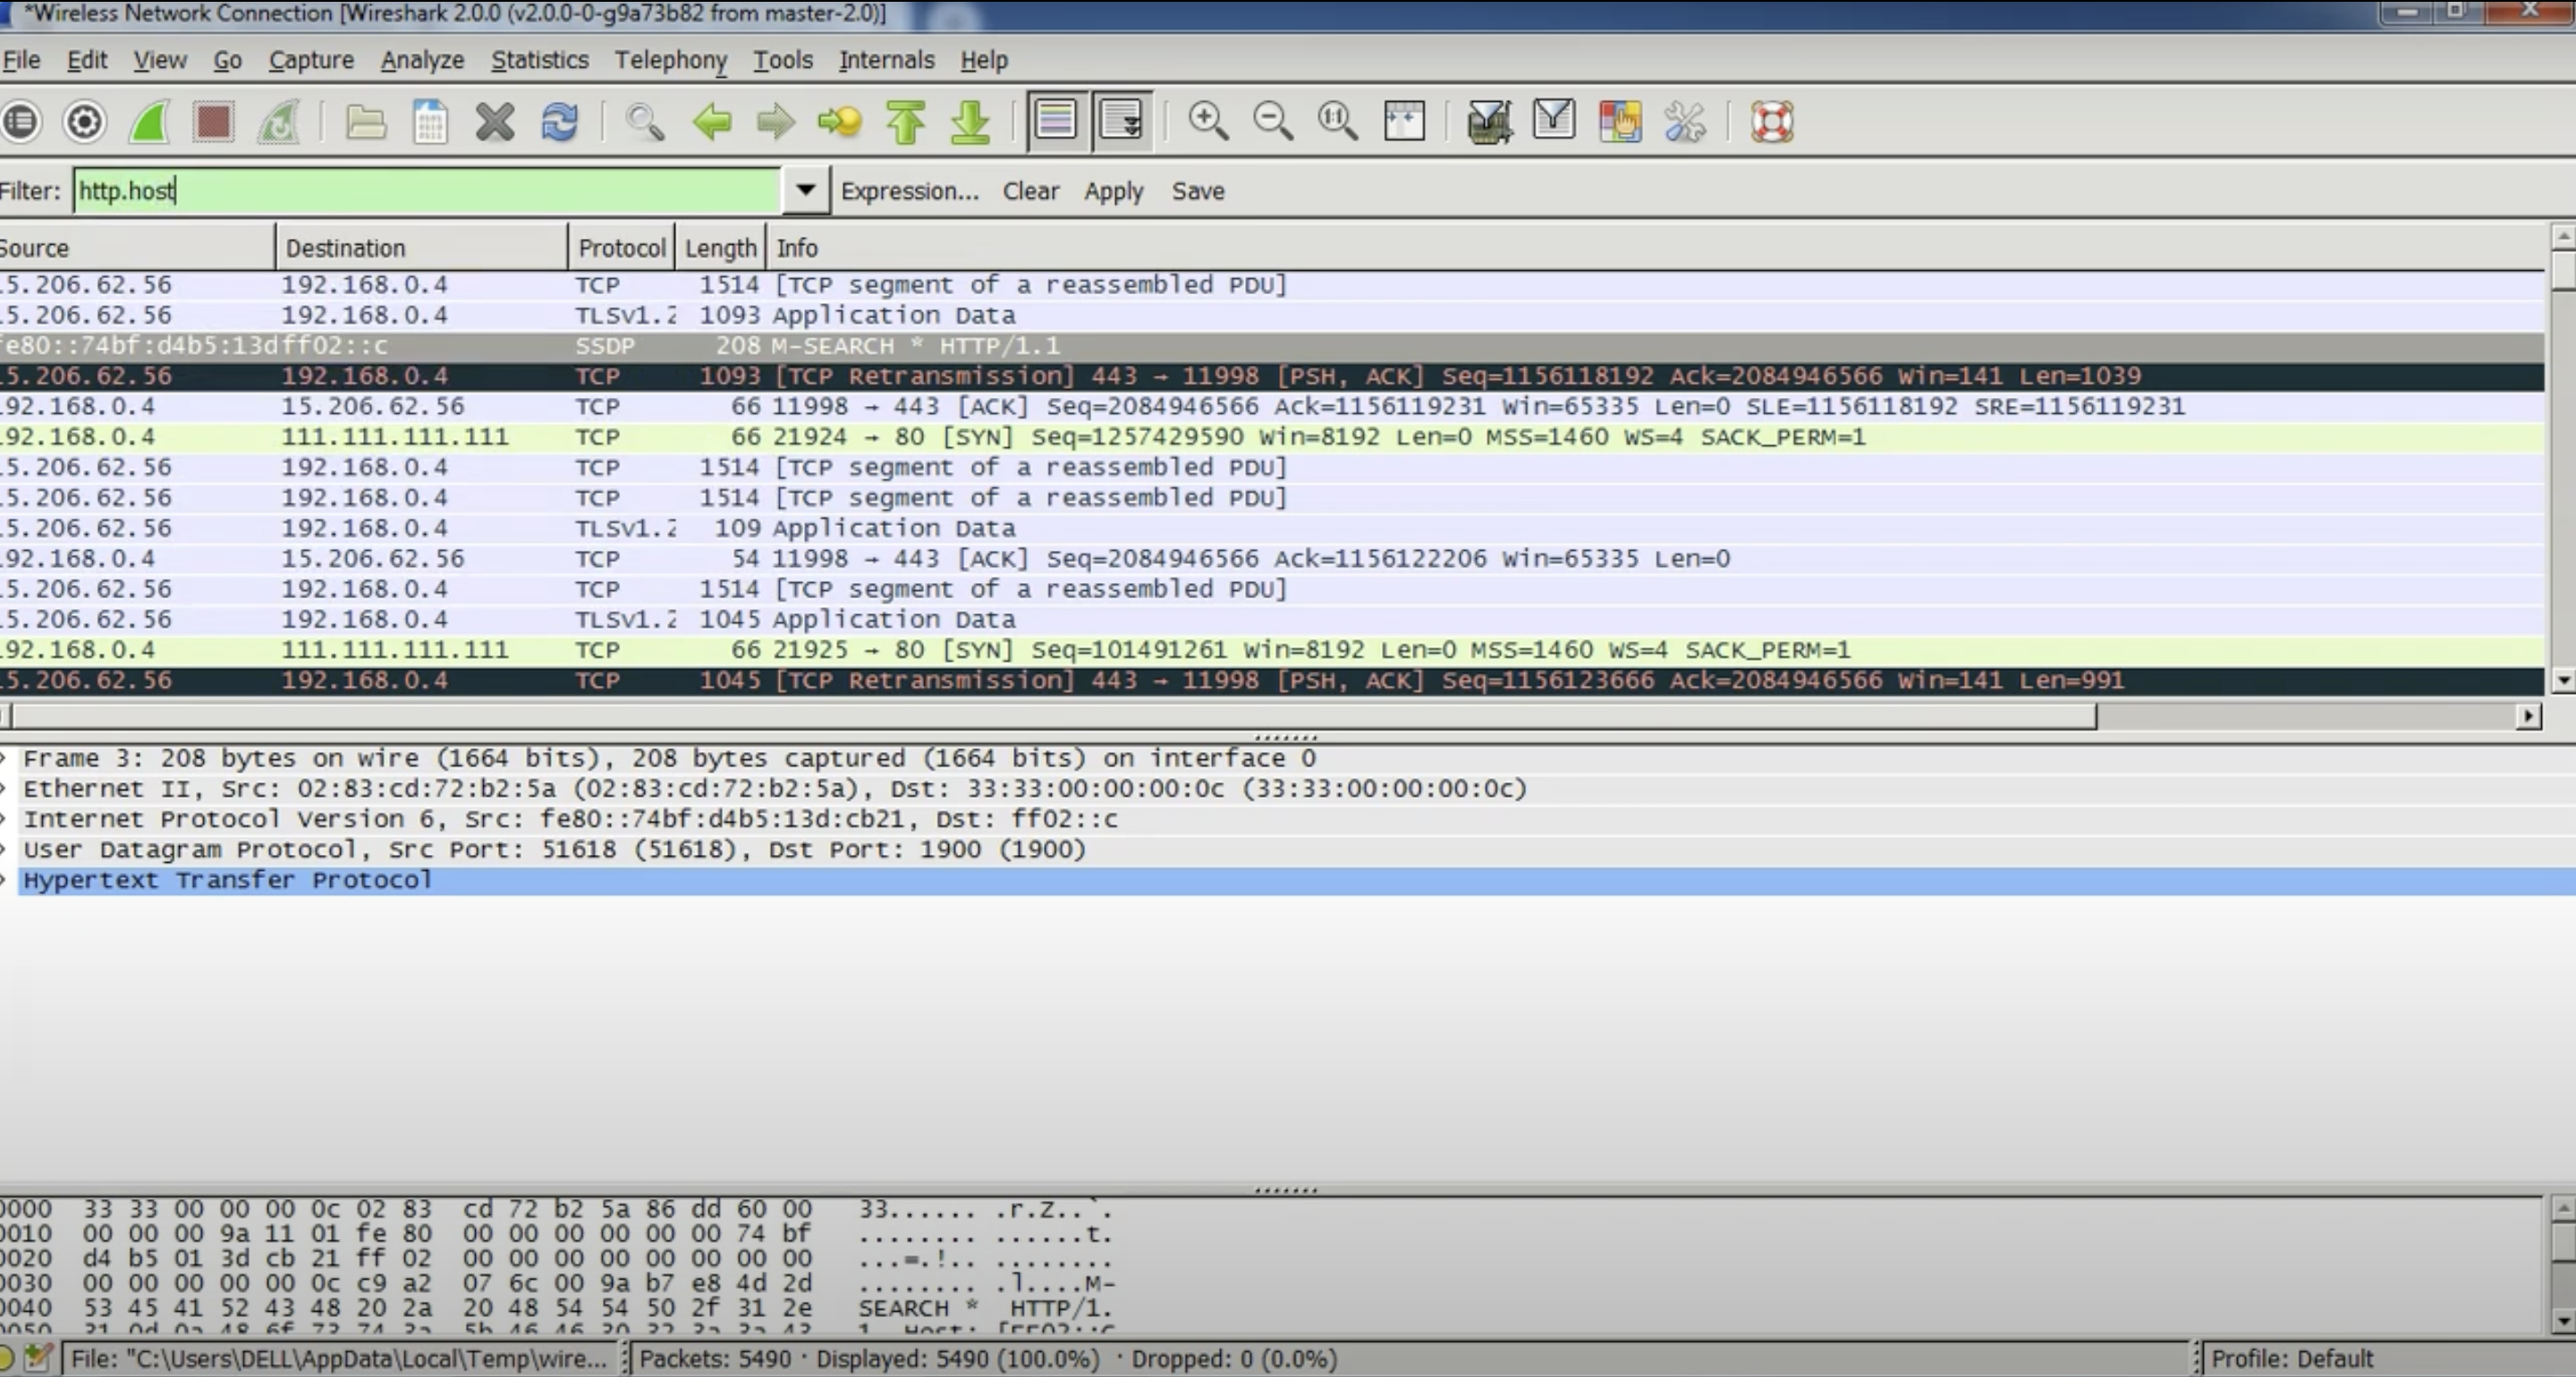 *Wireless Network Connection [Wireshark 2.0.0 (v2.0.0-0-g9a73b82 from master-2.0)]
File Edit View Go Capture Analyze Statistics Telephony Tools Internals Help
Filter: http.host Expression... Clear Apply Save
Source Destination Protocol Length Info
5.206.62.56 192.168.0.4 TCP 1514 [TCP segment of a reassembled PDU]
5.206.62.56 192.168.0.4 TLSv1.2 1093 Application Data
fe80::74bf:d4b5:13d ff02::c SSDP 208 M-SEARCH * HTTP/1.1
5.206.62.56 192.168.0.4 TCP 1093 [TCP Retransmission] 443 → 11998 [PSH, ACK] Seq=1156118192 Ack=2084946566 Win=141 Len=1039
92.168.0.4 15.206.62.56 TCP 66 11998 → 443 [ACK] Seq=2084946566 Ack=1156119231 Win=65335 Len=0 SLE=1156118192 SRE=1156119231
92.168.0.4 111.111.111.111 TCP 66 21924 → 80 [SYN] Seq=1257429590 Win=8192 Len=0 MSS=1460 WS=4 SACK_PERM=1
5.206.62.56 192.168.0.4 TCP 1514 [TCP segment of a reassembled PDU]
5.206.62.56 192.168.0.4 TCP 1514 [TCP segment of a reassembled PDU]
5.206.62.56 192.168.0.4 TLSv1.2 109 Application Data
92.168.0.4 15.206.62.56 TCP 54 11998 → 443 [ACK] Seq=2084946566 Ack=1156122206 Win=65335 Len=0
5.206.62.56 192.168.0.4 TCP 1514 [TCP segment of a reassembled PDU]
5.206.62.56 192.168.0.4 TLSv1.2 1045 Application Data
92.168.0.4 111.111.111.111 TCP 66 21925 → 80 [SYN] Seq=101491261 Win=8192 Len=0 MSS=1460 WS=4 SACK_PERM=1
5.206.62.56 192.168.0.4 TCP 1045 [TCP Retransmission] 443 → 11998 [PSH, ACK] Seq=1156123666 Ack=2084946566 Win=141 Len=991
Frame 3: 208 bytes on wire (1664 bits), 208 bytes captured (1664 bits) on interface 0
Ethernet II, Src: 02:83:cd:72:b2:5a (02:83:cd:72:b2:5a), Dst: 33:33:00:00:00:0c (33:33:00:00:00:0c)
Internet Protocol Version 6, Src: fe80::74bf:d4b5:13d:cb21, Dst: ff02::c
User Datagram Protocol, Src Port: 51618 (51618), Dst Port: 1900 (1900)
Hypertext Transfer Protocol
0000 33 33 00 00 00 0c 02 83 cd 72 b2 5a 86 dd 60 00 33...... .r.Z..`.
0010 00 00 00 9a 11 01 fe 80 00 00 00 00 00 00 74 bf ........ ......t.
0020 d4 b5 01 3d cb 21 ff 02 00 00 00 00 00 00 00 00 ...=.!.. ........
0030 00 00 00 00 00 0c c9 a2 07 6c 00 9a b7 e8 4d 2d ........ .l....M-
0040 53 45 41 52 43 48 20 2a 20 48 54 54 50 2f 31 2e SEARCH * HTTP/1.
0050 31 0d 0a 48 6f 73 74 3a 5b 46 46 30 32 3a 3a 43 1..Host: [FF02::C
File: "C:\Users\DELL\AppData\Local\Temp\wire... Packets: 5490 · Displayed: 5490 (100.0%) · Dropped: 0 (0.0%) Profile: Default